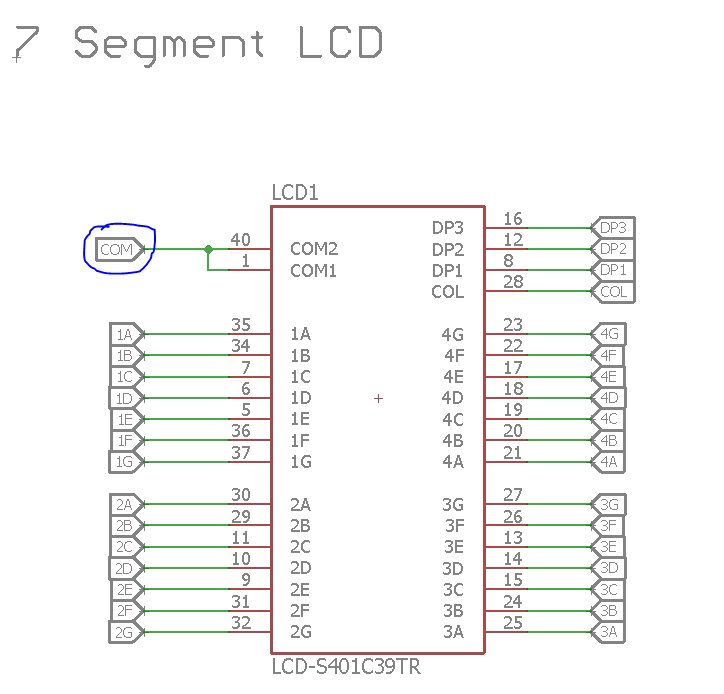 7 Segment LCD
LCD1
COM 40 COM2
1 COM1
DP3 16 DP3
DP2 12 DP2
DP1 8 DP1
COL 28 COL
1A 35 1A
1B 34 1B
1C 7 1C
1D 6 1D
1E 5 1E
1F 36 1F
1G 37 1G
4G 23 4G
4F 22 4F
4E 17 4E
4D 18 4D
4C 19 4C
4B 20 4B
4A 21 4A
2A 30 2A
2B 29 2B
2C 11 2C
2D 10 2D
2E 9 2E
2F 31 2F
2G 32 2G
3G 27 3G
3F 26 3F
3E 13 3E
3D 14 3D
3C 15 3C
3B 24 3B
3A 25 3A
LCD-S401C39TR